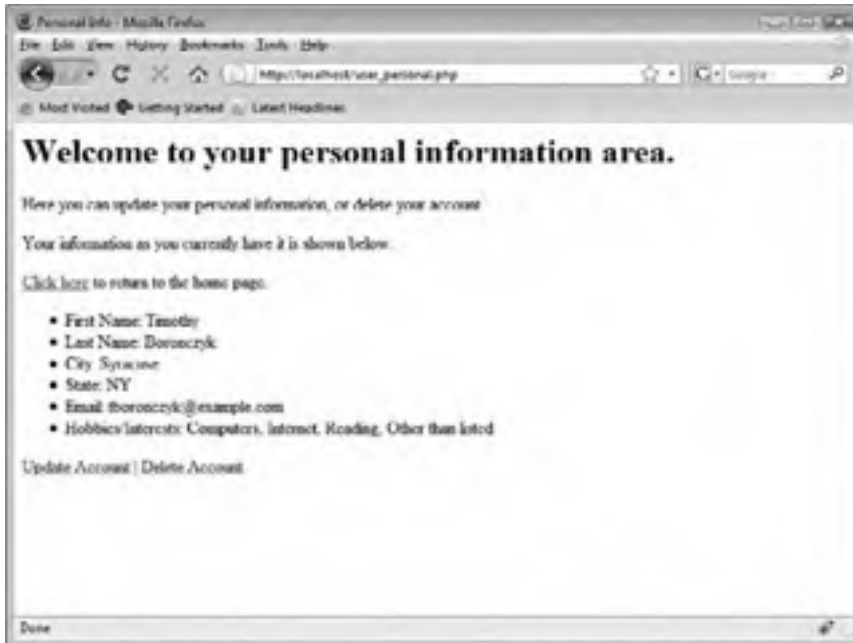 Personal Info - Mozilla Firefox
File Edit View History Bookmarks Tools Help
http://localhost/user_personal.php
Google
Most Visited Getting Started Latest Headlines
Welcome to your personal information area.
Here you can update your personal information, or delete your account
Your information as you currently have it is shown below.
Click here to return to the home page.
• First Name: Timothy
• Last Name: Boronczyk
• City: Syracuse
• State: NY
• Email: tboronczyk@example.com
• Hobbies/Interests: Computers, Internet, Reading, Other than listed
Update Account | Delete Account
Done